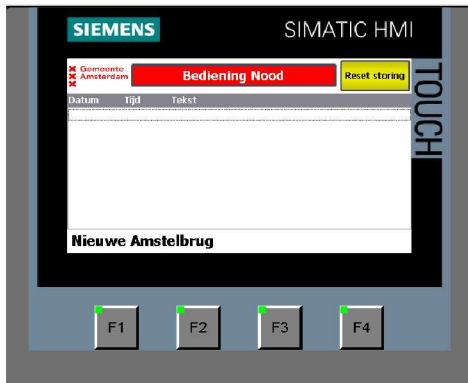 SIEMENS
SIMATIC HMI
TOUCH
Gemeente
Amsterdam
Bediening Nood
Reset storing
Datum Tijd Tekst
Nieuwe Amstelbrug
F1
F2
F3
F4